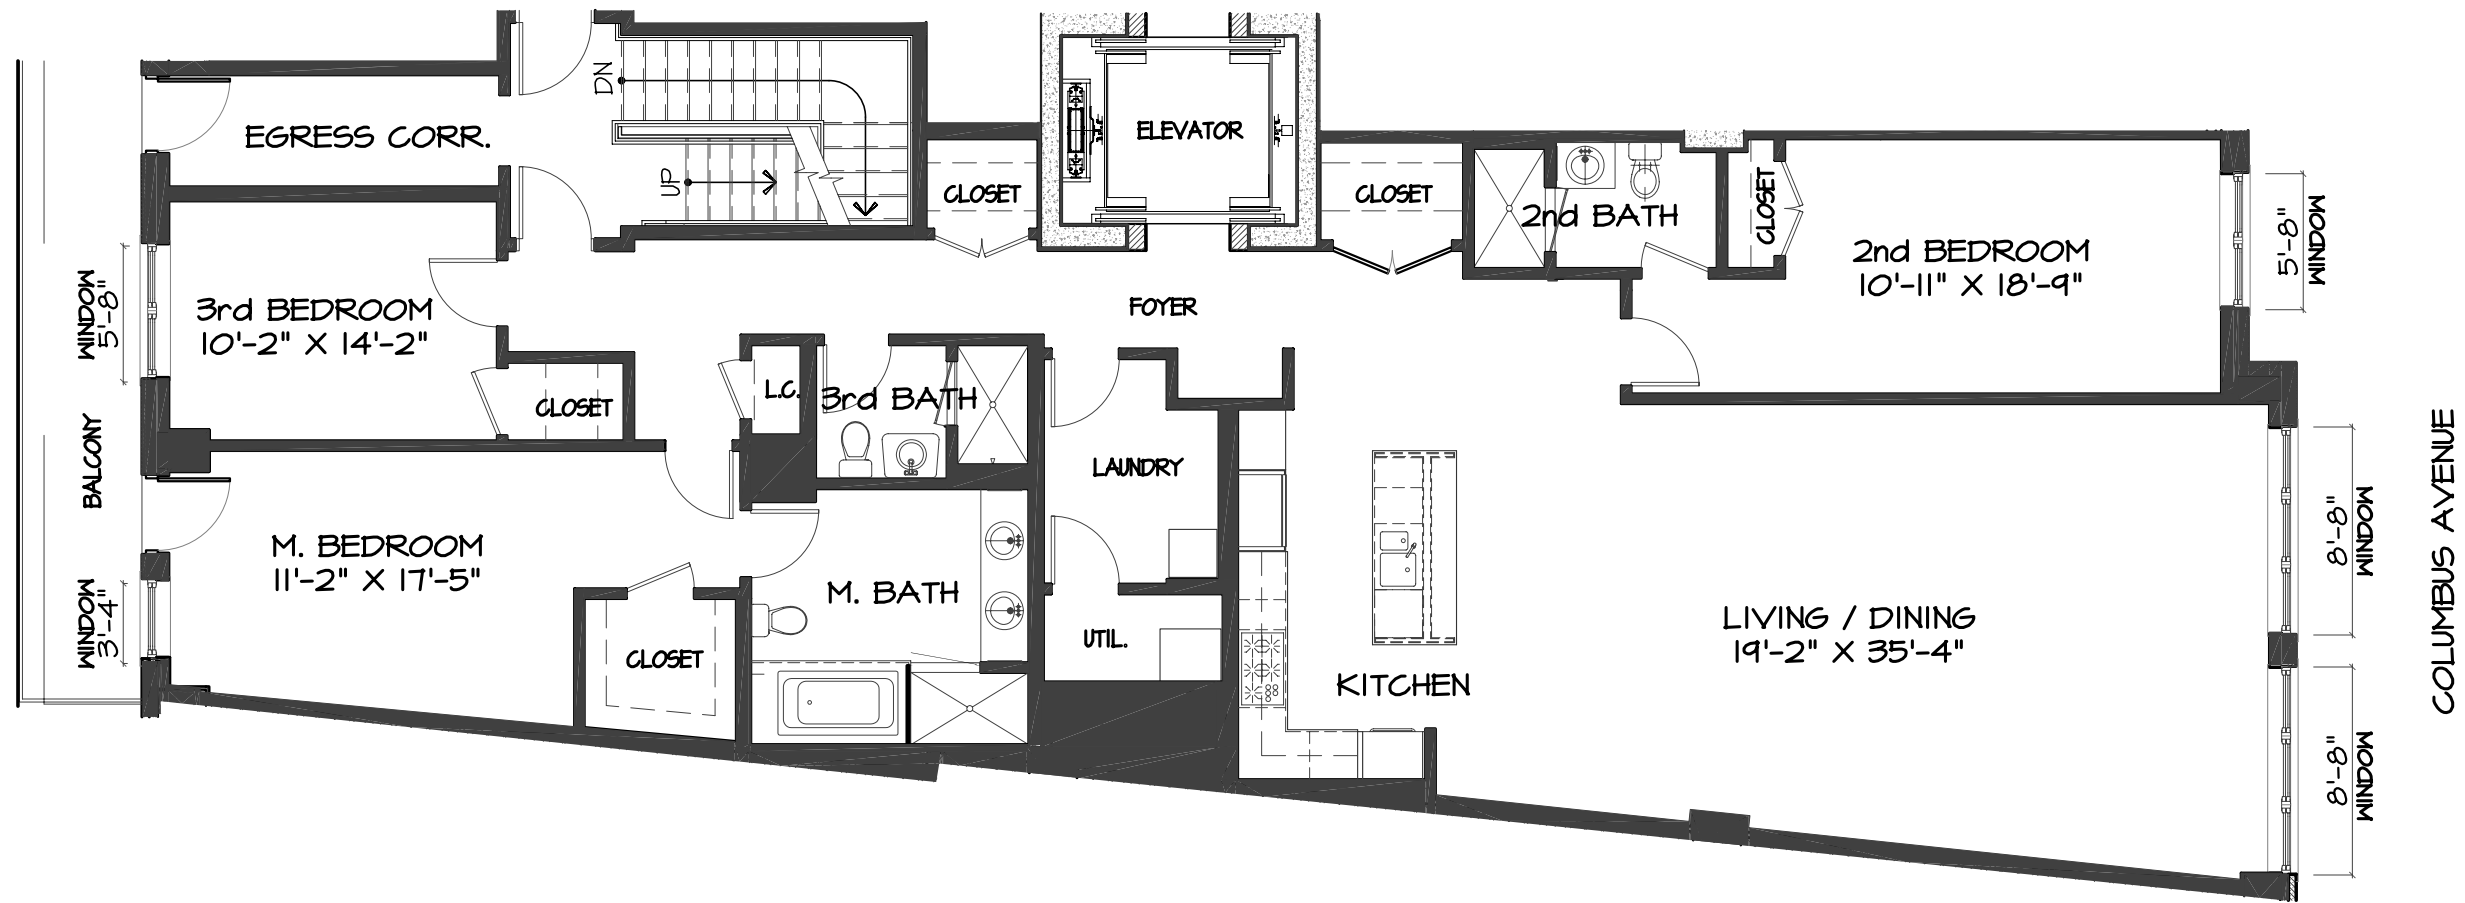 DN
EGRESS CORR.
UP
ELEVATOR
CLOSET
CLOSET
2nd BATH
CLOSET
2nd BEDROOM
10'-11" X 18'-9"
5'-8"
WINDOW
WINDOW
5'-8"
3rd BEDROOM
10'-2" X 14'-2"
FOYER
CLOSET
L.C.
3rd BATH
BALCONY
LAUNDRY
M. BEDROOM
11'-2" X 17'-5"
WINDOW
3'-4"
M. BATH
CLOSET
UTIL.
KITCHEN
LIVING / DINING
19'-2" X 35'-4"
8'-8"
WINDOW
8'-8"
WINDOW
COLUMBUS AVENUE